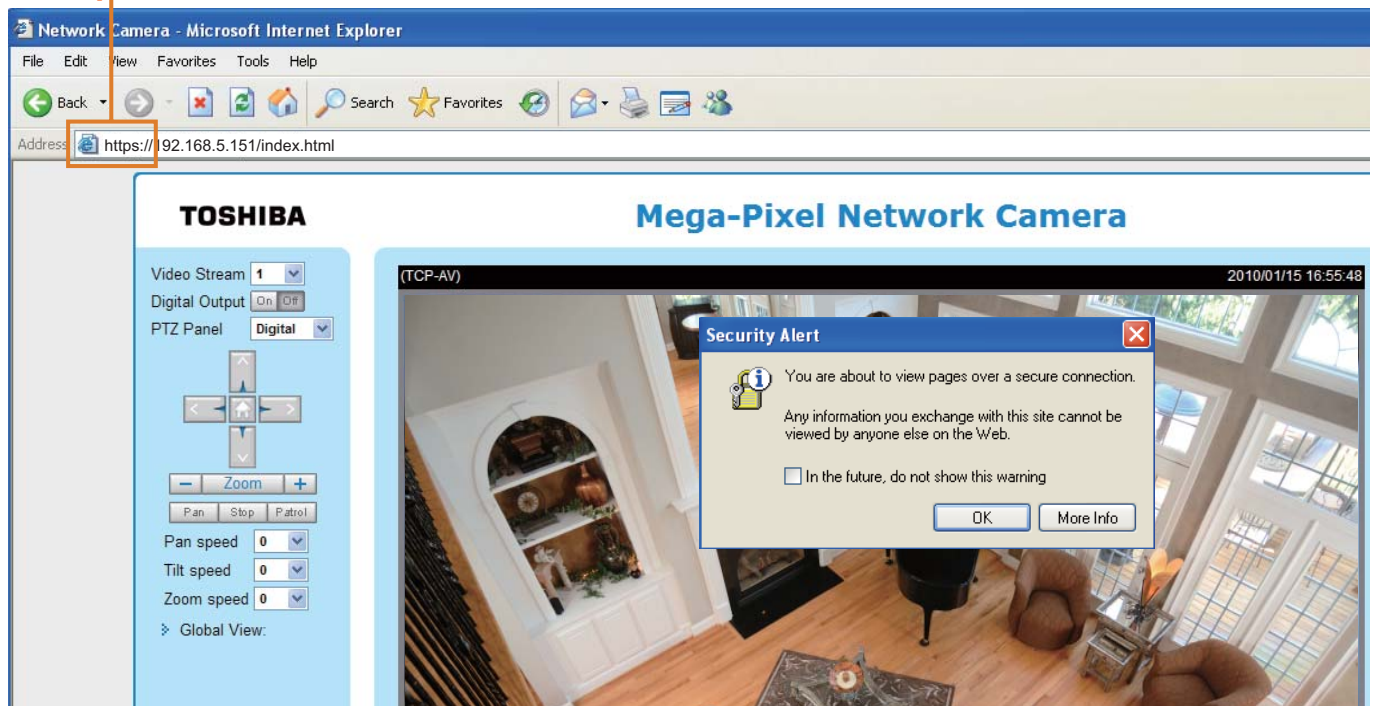 Network Camera - Microsoft Internet Explorer
File Edit View Favorites Tools Help
Back Search Favorites
Address https://192.168.5.151/index.html
TOSHIBA
Mega-Pixel Network Camera
Video Stream 1
Digital Output On Off
PTZ Panel Digital
Zoom
Pan Stop Patrol
Pan speed 0
Tilt speed 0
Zoom speed 0
Global View:
(TCP-AV) 2010/01/15 16:55:48
Security Alert
You are about to view pages over a secure connection.
Any information you exchange with this site cannot be
viewed by anyone else on the Web.
In the future, do not show this warning
OK More Info